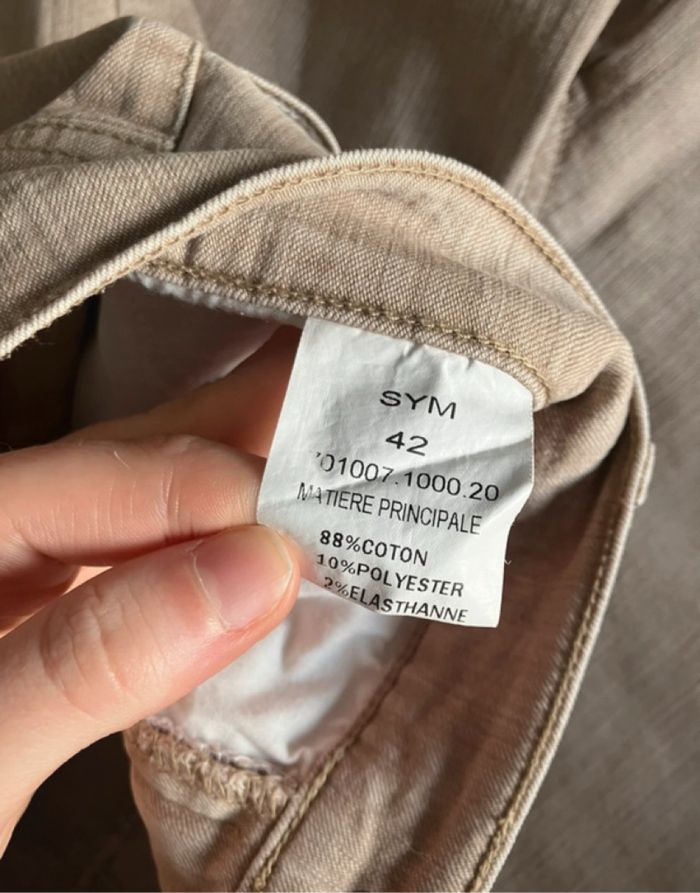 SYM
42
01007.1000.20
MATIERE PRINCIPALE
88%COTON
10%POLYESTER
2%ELASTHANNE